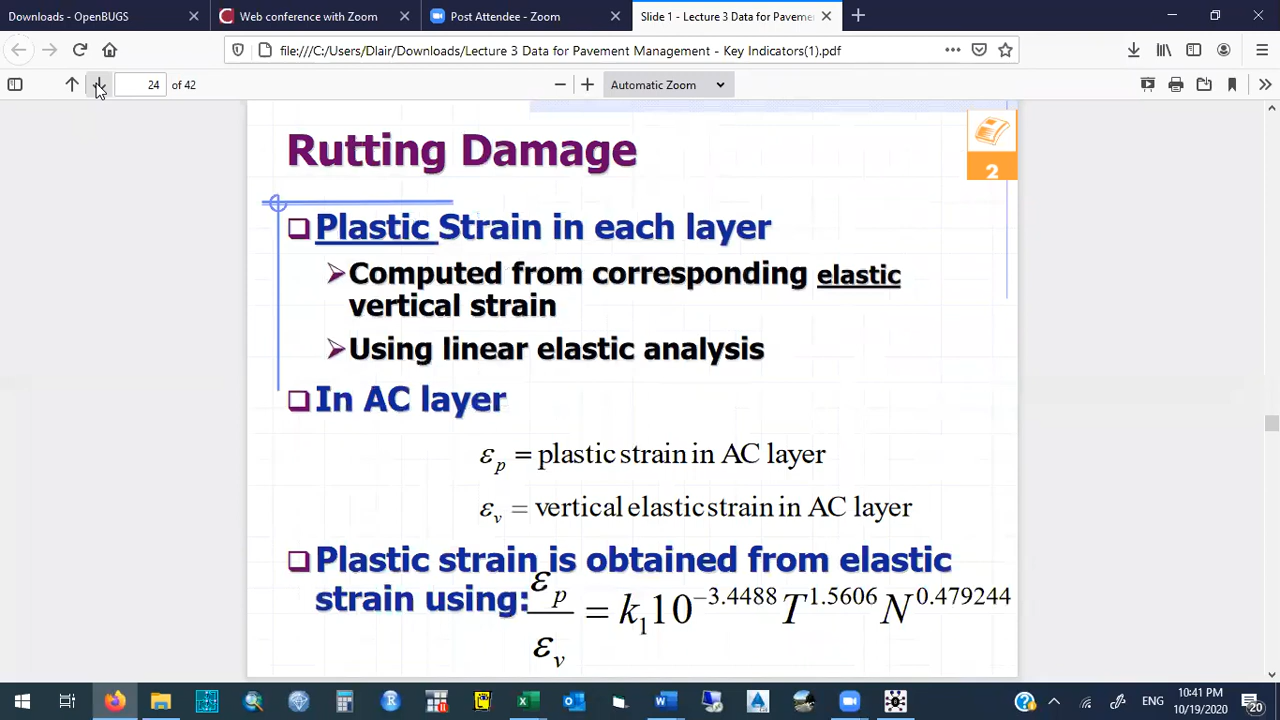 Downloads - OpenBUGS
Web conference with Zoom
Post Attendee - Zoom
Slide 1 - Lecture 3 Data for Paveme
file:///C:/Users/Dlair/Downloads/Lecture 3 Data for Pavement Management - Key Indicators(1).pdf
24 of 42
Automatic Zoom
Rutting Damage
2
Plastic Strain in each layer
Computed from corresponding elastic
vertical strain
Using linear elastic analysis
In AC layer
εp = plastic strain in AC layer
εv = vertical elastic strain in AC layer
Plastic strain is obtained from elastic
strain using: εp/εv = k₁10^−3.4488 T^1.5606 N^0.479244
ENG
10:41 PM
10/19/2020
20